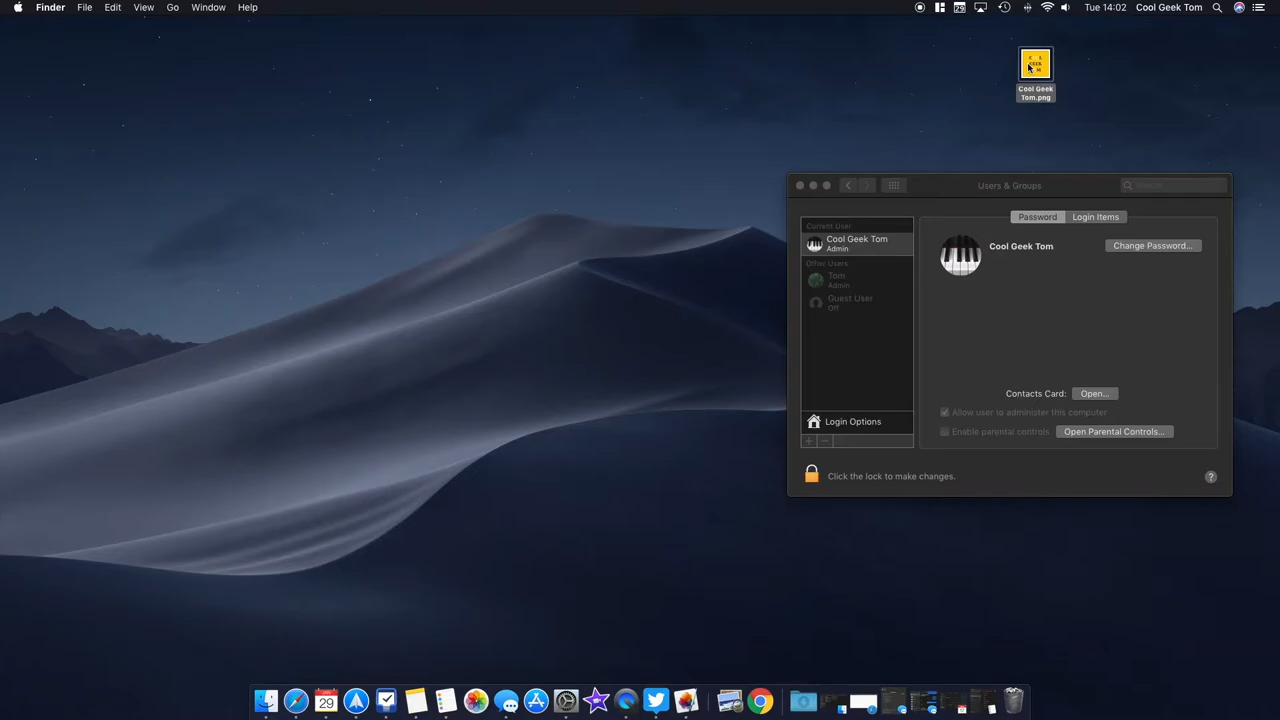 Finder File Edit View Go Window Help
29 Tue 14:02 Cool Geek Tom
GEEK
Cool Geek
Tom.png
Users & Groups
Search
Password Login Items
Current User
Cool Geek Tom
Admin
Other Users
Tom
Admin
Guest User
Off
Login Options
Cool Geek Tom
Change Password...
Contacts Card: Open...
Allow user to administer this computer
Enable parental controls Open Parental Controls...
Click the lock to make changes.
?
29